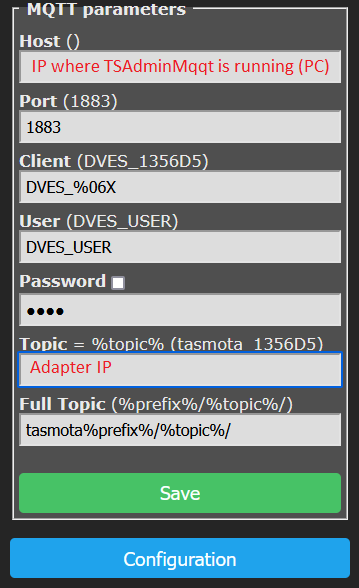 MQTT parameters
Host ()
IP where TSAdminMqqt is running (PC)
Port (1883)
1883
Client (DVES_1356D5)
DVES_%06X
User (DVES_USER)
DVES_USER
Password
••••
Topic = %topic% (tasmota_1356D5)
Adapter IP
Full Topic (%prefix%/%topic%/)
tasmota%prefix%/%topic%/
Save
Configuration